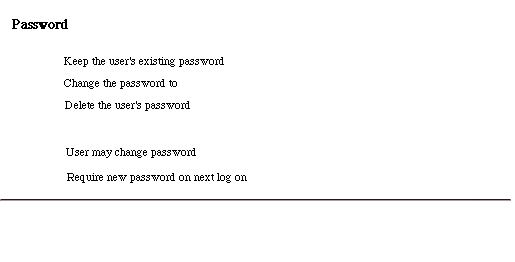 Password
Keep the user's existing password
Change the password to
Delete the user's password
User may change password
Require new password on next log on